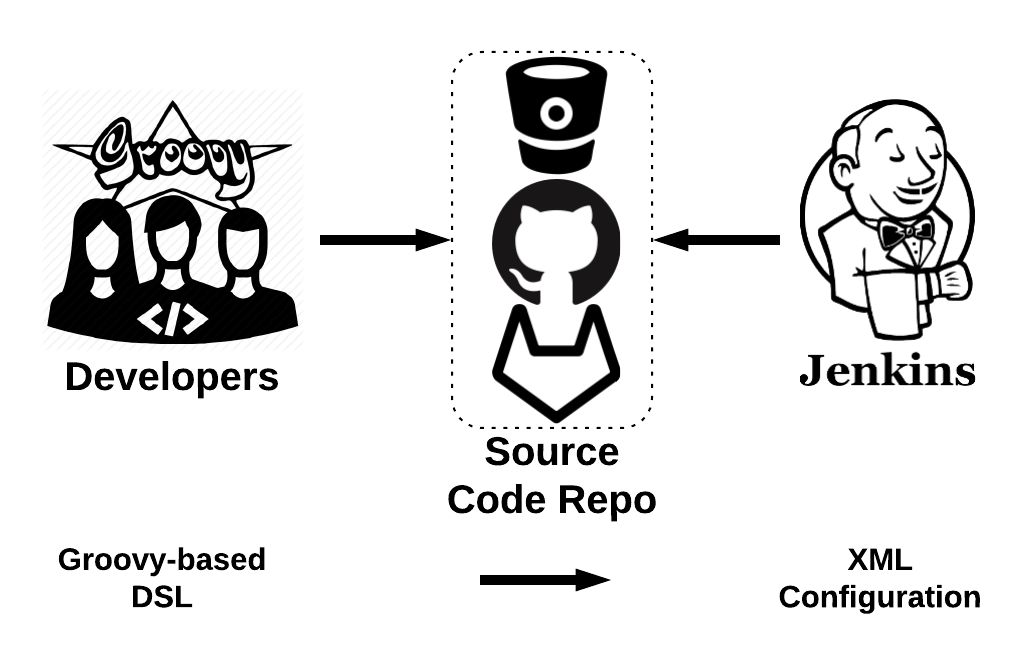 Groovy
</>
Developers
Source
Code Repo
Jenkins
Groovy-based
DSL
XML
Configuration